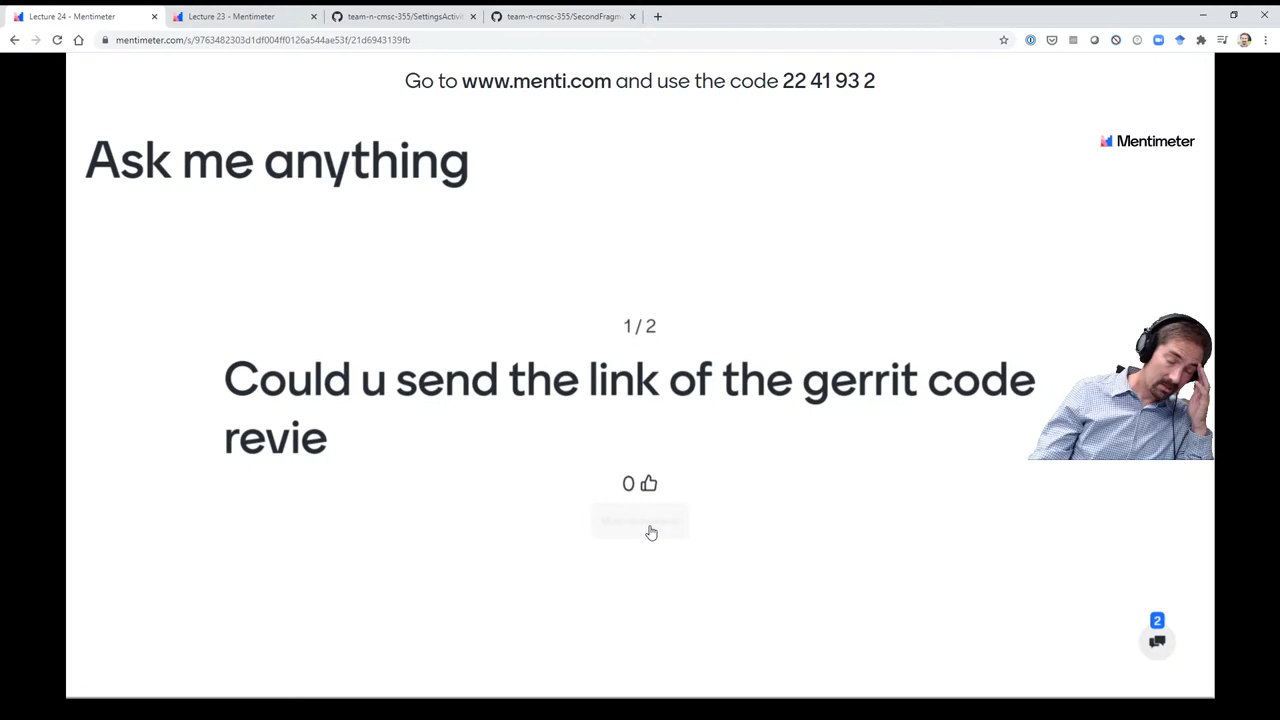 Lecture 24 - Mentimeter
Lecture 23 - Mentimeter
team-n-cmsc-355/SettingsActivi
team-n-cmsc-355/SecondFragm
mentimeter.com/s/9763482303d1df004ff0126a544ae53f/21d6943139fb
Go to www.menti.com and use the code 22 41 93 2
Ask me anything
Mentimeter
1 / 2
Could u send the link of the gerrit code
revie
0
2